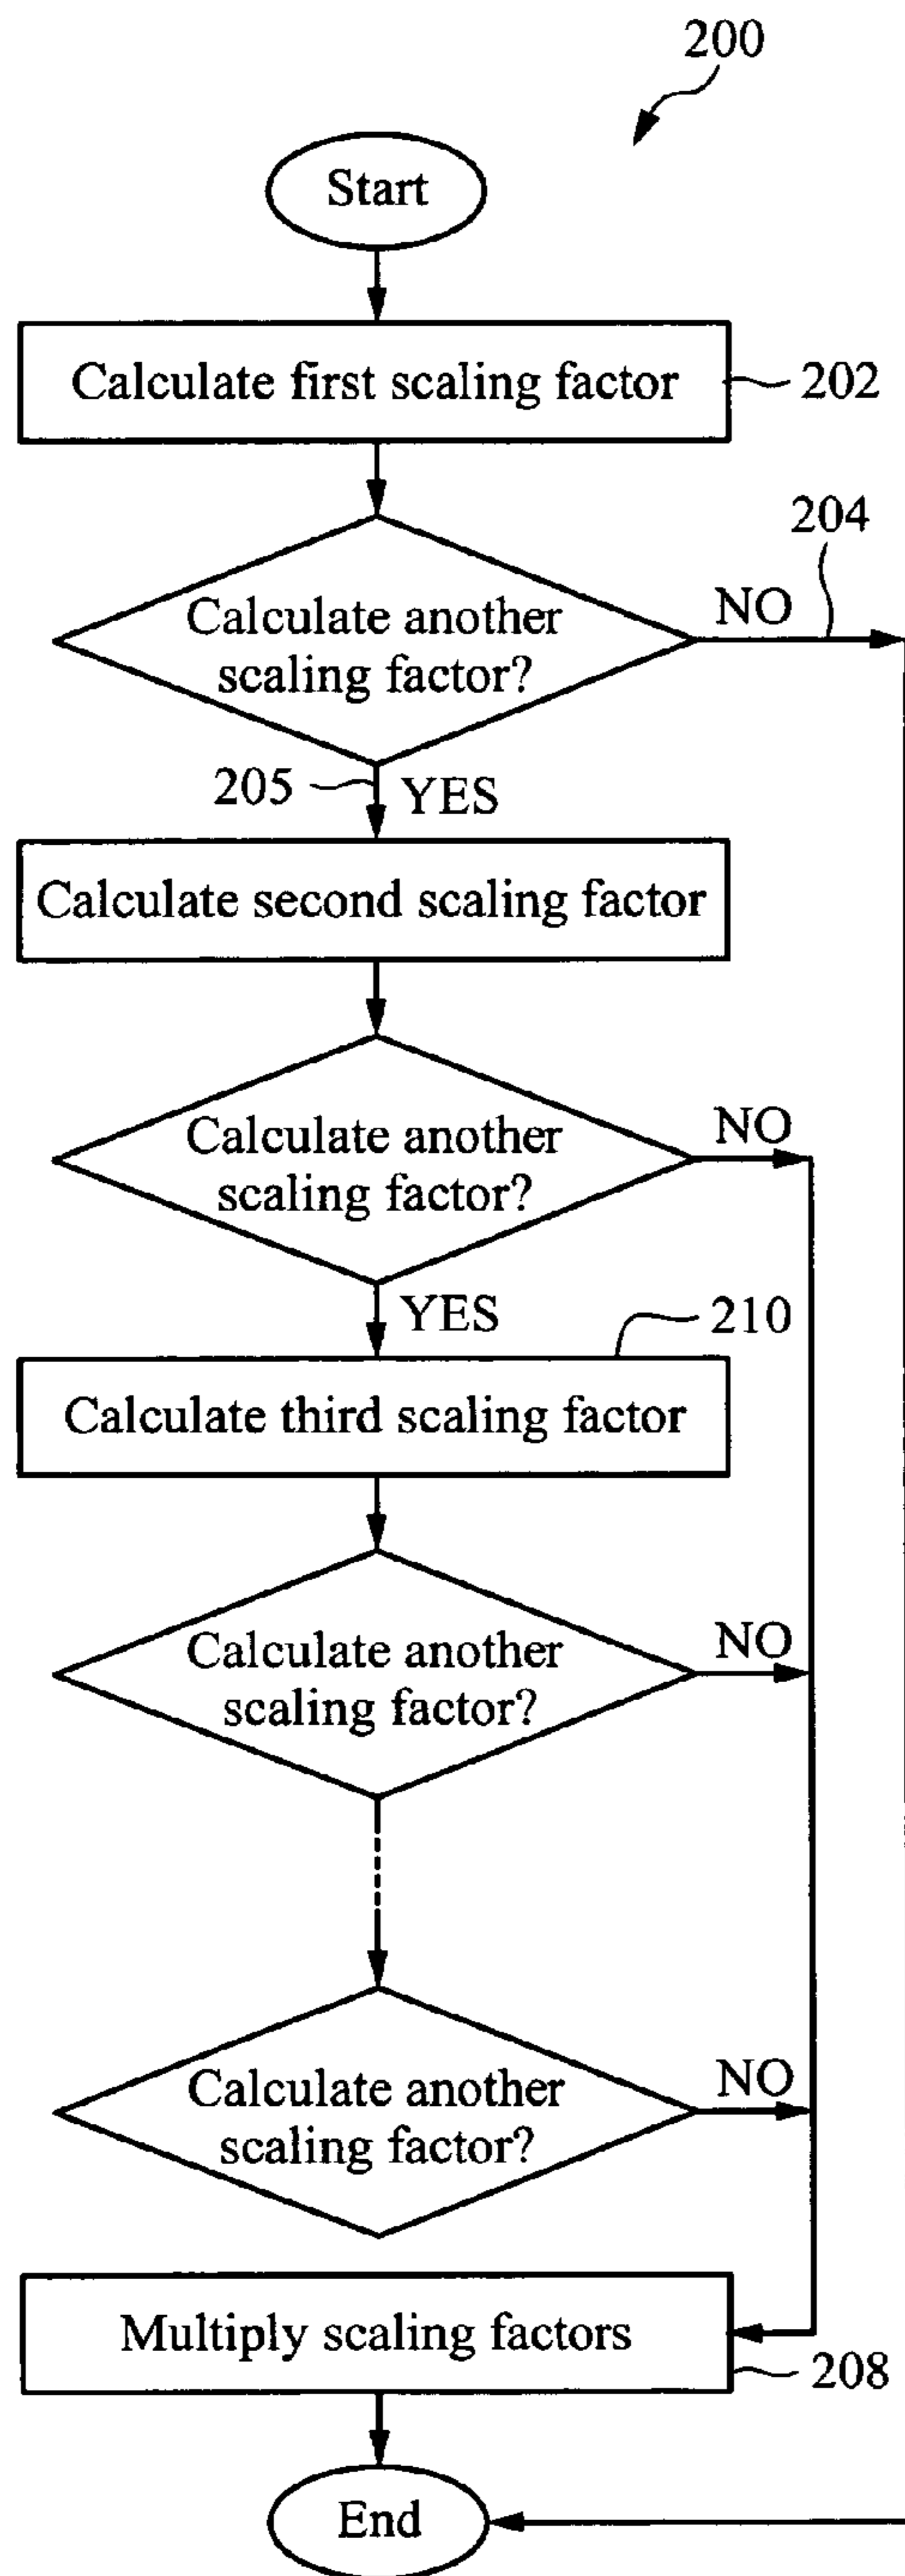 200
Start
Calculate first scaling factor
202
204
NO
Calculate another
scaling factor?
205
YES
Calculate second scaling factor
NO
Calculate another
scaling factor?
YES
210
Calculate third scaling factor
NO
Calculate another
scaling factor?
NO
Calculate another
scaling factor?
Multiply scaling factors
208
End